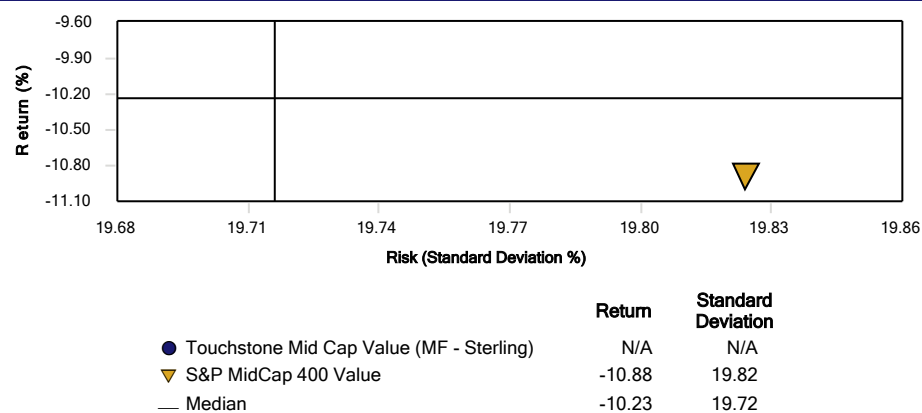 -9.60
-9.90
-10.20
-10.50
-10.80
-11.10
Return (%)
19.68 19.71 19.74 19.77 19.80 19.83 19.86
Risk (Standard Deviation %)
Return Standard Deviation
Touchstone Mid Cap Value (MF - Sterling) N/A N/A
S&P MidCap 400 Value -10.88 19.82
Median -10.23 19.72